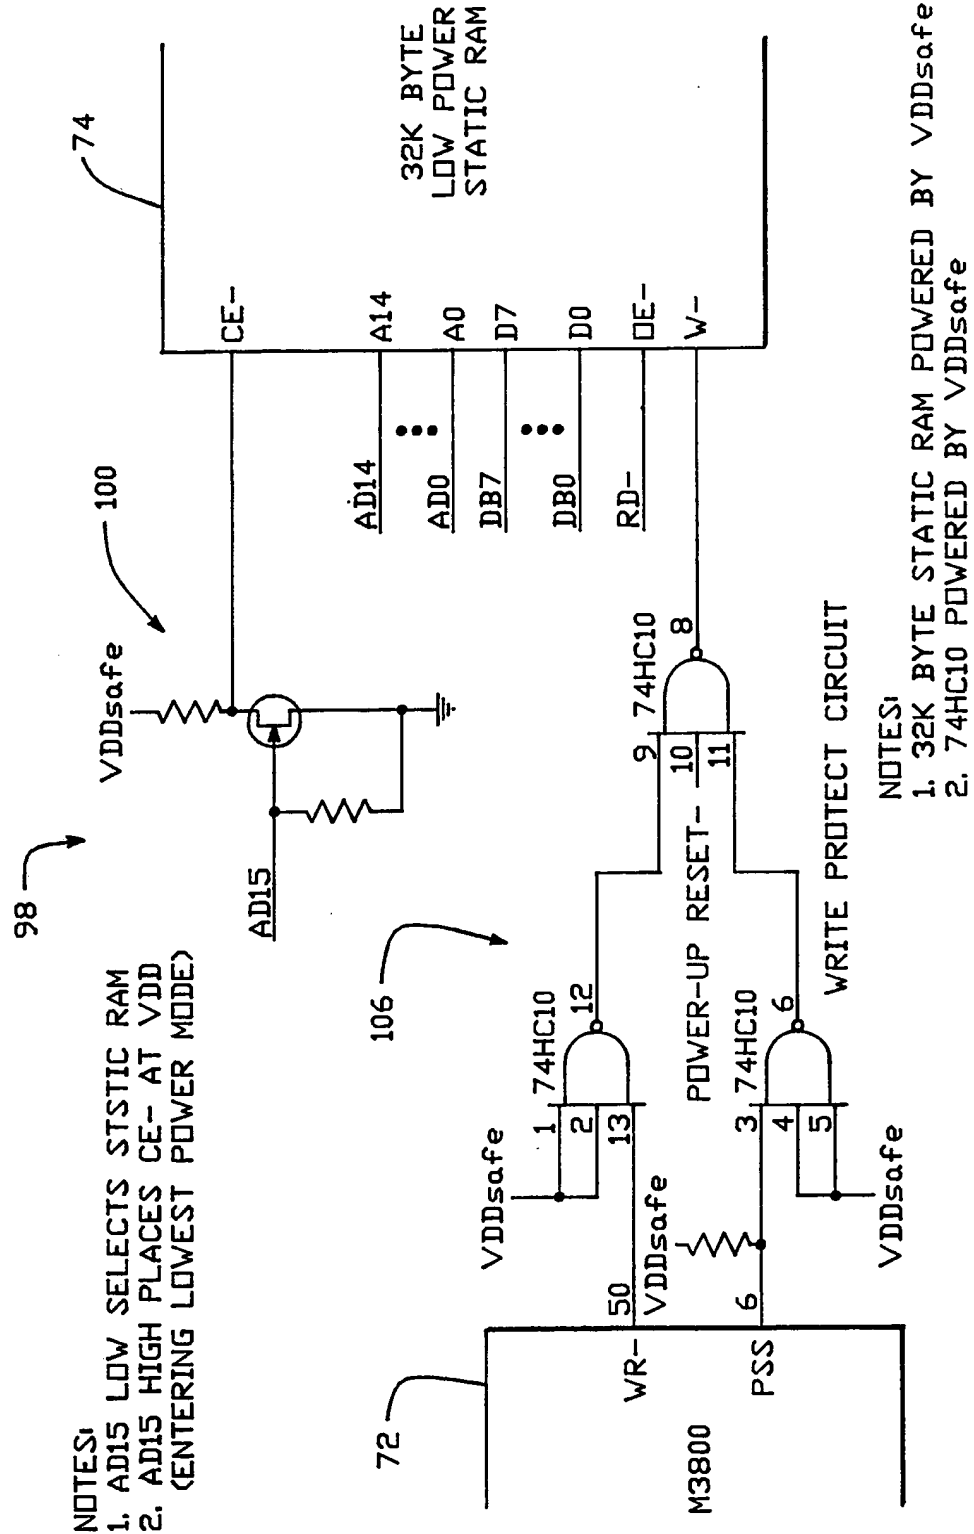 NOTES:
1. AD15 LOW SELECTS STSTIC RAM
2. AD15 HIGH PLACES CE- AT VDD
(ENTERING LOWEST POWER MODE)
98
100
74
VDDsafe
AD15
CE-
32K BYTE
LOW POWER
STATIC RAM
AD14
A14
AD0
A0
DB7
D7
DB0
D0
RD-
OE-
W-
106
72
M3800
WR-
50
PSS
6
VDDsafe
VDDsafe
VDDsafe
1
2
13
74HC10
12
3
4
5
74HC10
6
POWER-UP RESET-
9
10
11
74HC10
8
WRITE PROTECT CIRCUIT
NOTES:
1. 32K BYTE STATIC RAM POWERED BY VDDsafe
2. 74HC10 POWERED BY VDDsafe